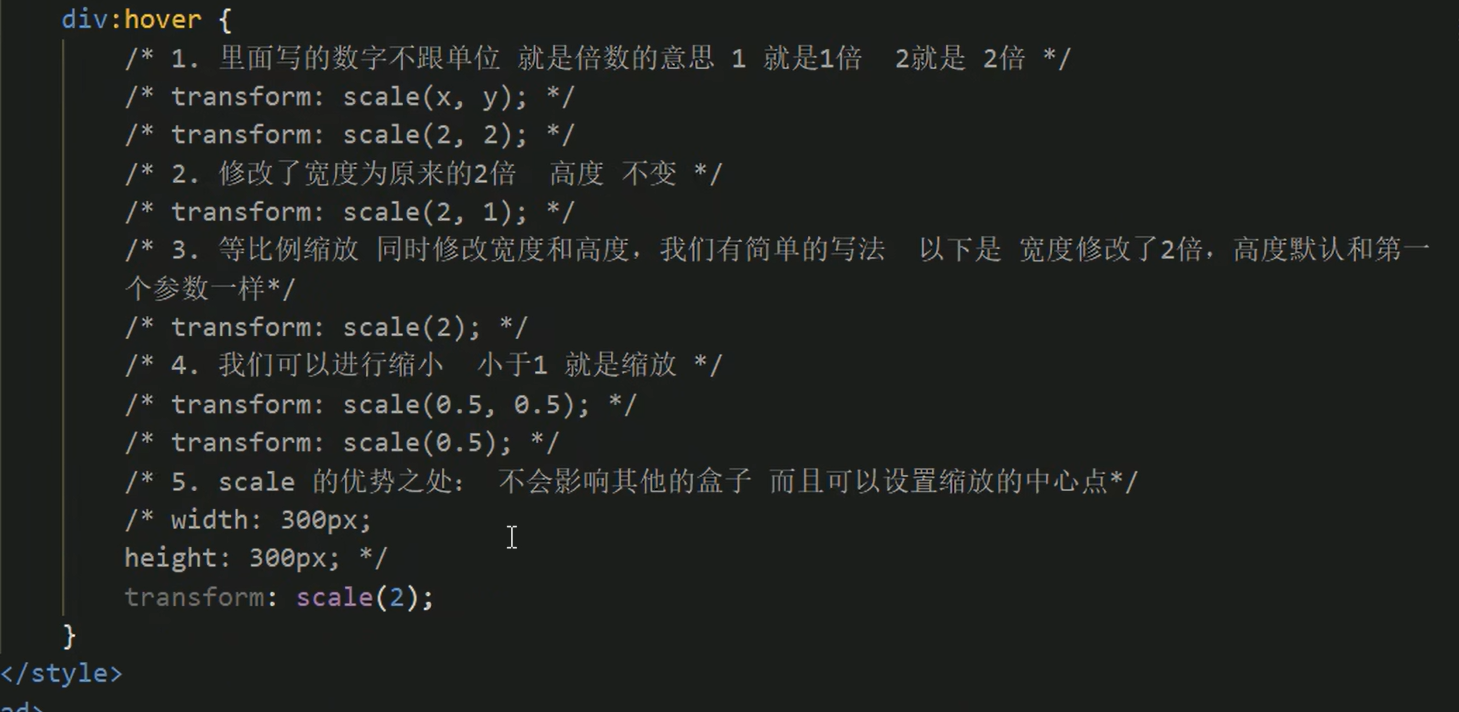 div:hover {
/* 1. 里面写的数字不跟单位 就是倍数的意思 1 就是1倍  2就是 2倍 */
/* transform: scale(x, y); */
/* transform: scale(2, 2); */
/* 2. 修改了宽度为原来的2倍  高度 不变 */
/* transform: scale(2, 1); */
/* 3. 等比例缩放 同时修改宽度和高度，我们有简单的写法  以下是 宽度修改了2倍，高度默认和第一
个参数一样*/
/* transform: scale(2); */
/* 4. 我们可以进行缩小  小于1 就是缩放 */
/* transform: scale(0.5, 0.5); */
/* transform: scale(0.5); */
/* 5. scale 的优势之处： 不会影响其他的盒子 而且可以设置缩放的中心点*/
/* width: 300px;
height: 300px; */
transform: scale(2);
}
</style>